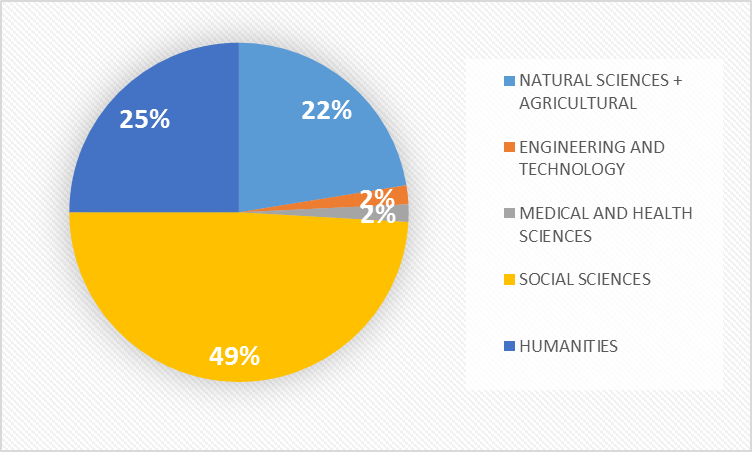 22%
2%
2%
49%
25%
NATURAL SCIENCES +
AGRICULTURAL
ENGINEERING AND
TECHNOLOGY
MEDICAL AND HEALTH
SCIENCES
SOCIAL SCIENCES
HUMANITIES